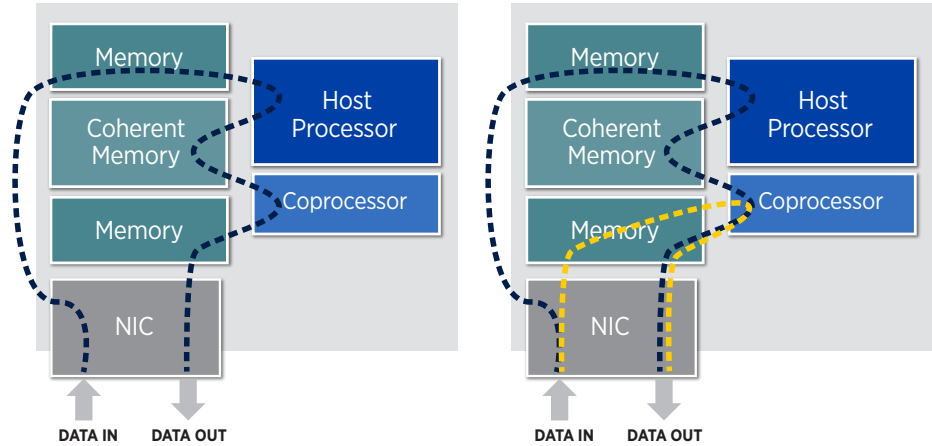 Memory
Host
Processor
Coherent
Memory
Coprocessor
Memory
NIC
DATA IN
DATA OUT
Memory
Host
Processor
Coherent
Memory
Coprocessor
Memory
NIC
DATA IN
DATA OUT